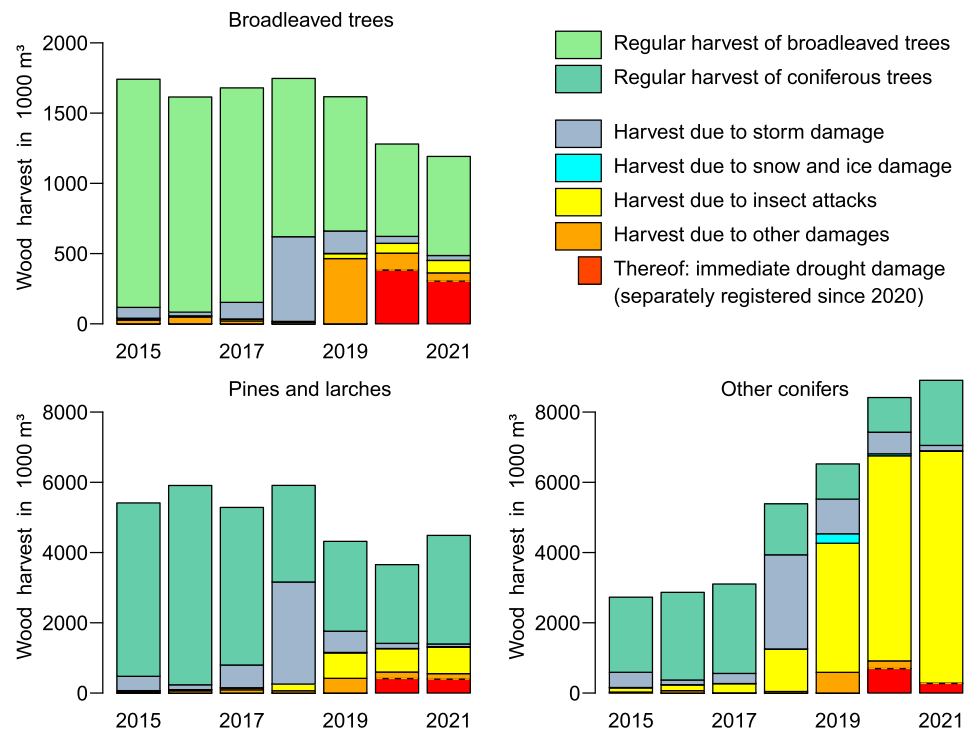 Broadleaved trees
Wood harvest in 1000 m³
2000
1500
1000
500
0
2015
2017
2019
2021
Regular harvest of broadleaved trees
Regular harvest of coniferous trees
Harvest due to storm damage
Harvest due to snow and ice damage
Harvest due to insect attacks
Harvest due to other damages
Thereof: immediate drought damage
(separately registered since 2020)
Pines and larches
Wood harvest in 1000 m³
8000
6000
4000
2000
0
2015
2017
2019
2021
Other conifers
Wood harvest in 1000 m³
8000
6000
4000
2000
0
2015
2017
2019
2021